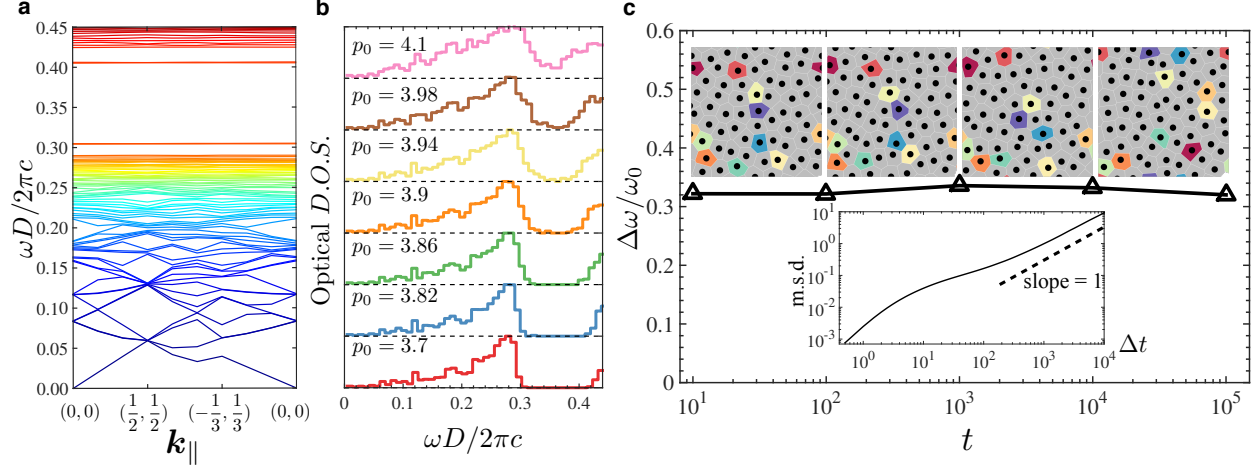 a
0.45
0.40
0.35
0.30
0.25
0.20
0.15
0.10
0.05
0.00
ωD/2πc
(0,0) (1/2,1/2) (−1/3,1/3) (0,0)
k∥
b
Optical D.O.S.
p0 = 4.1
p0 = 3.98
p0 = 3.94
p0 = 3.9
p0 = 3.86
p0 = 3.82
p0 = 3.7
0 0.1 0.2 0.3 0.4
ωD/2πc
c
0.6
0.5
0.4
0.3
0.2
0.1
0
Δω/ω0
10^1 10^2 10^3 10^4 10^5
t
10^1
10^0
10^-1
10^-2
10^-3
m.s.d.
slope = 1
10^0 10^1 10^2 10^3 10^4
Δt